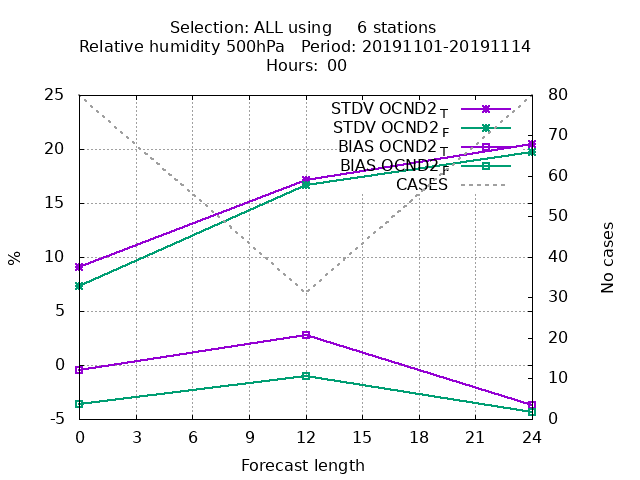 Selection: ALL using 6 stations
Relative humidity 500hPa Period: 20191101-20191114
Hours: 00
25
20
15
10
5
0
-5
%
STDV OCND2_T
STDV OCND2_F
BIAS OCND2_T
BIAS OCND2_F
CASES
80
70
60
50
40
30
20
10
0
No cases
0 3 6 9 12 15 18 21 24
Forecast length